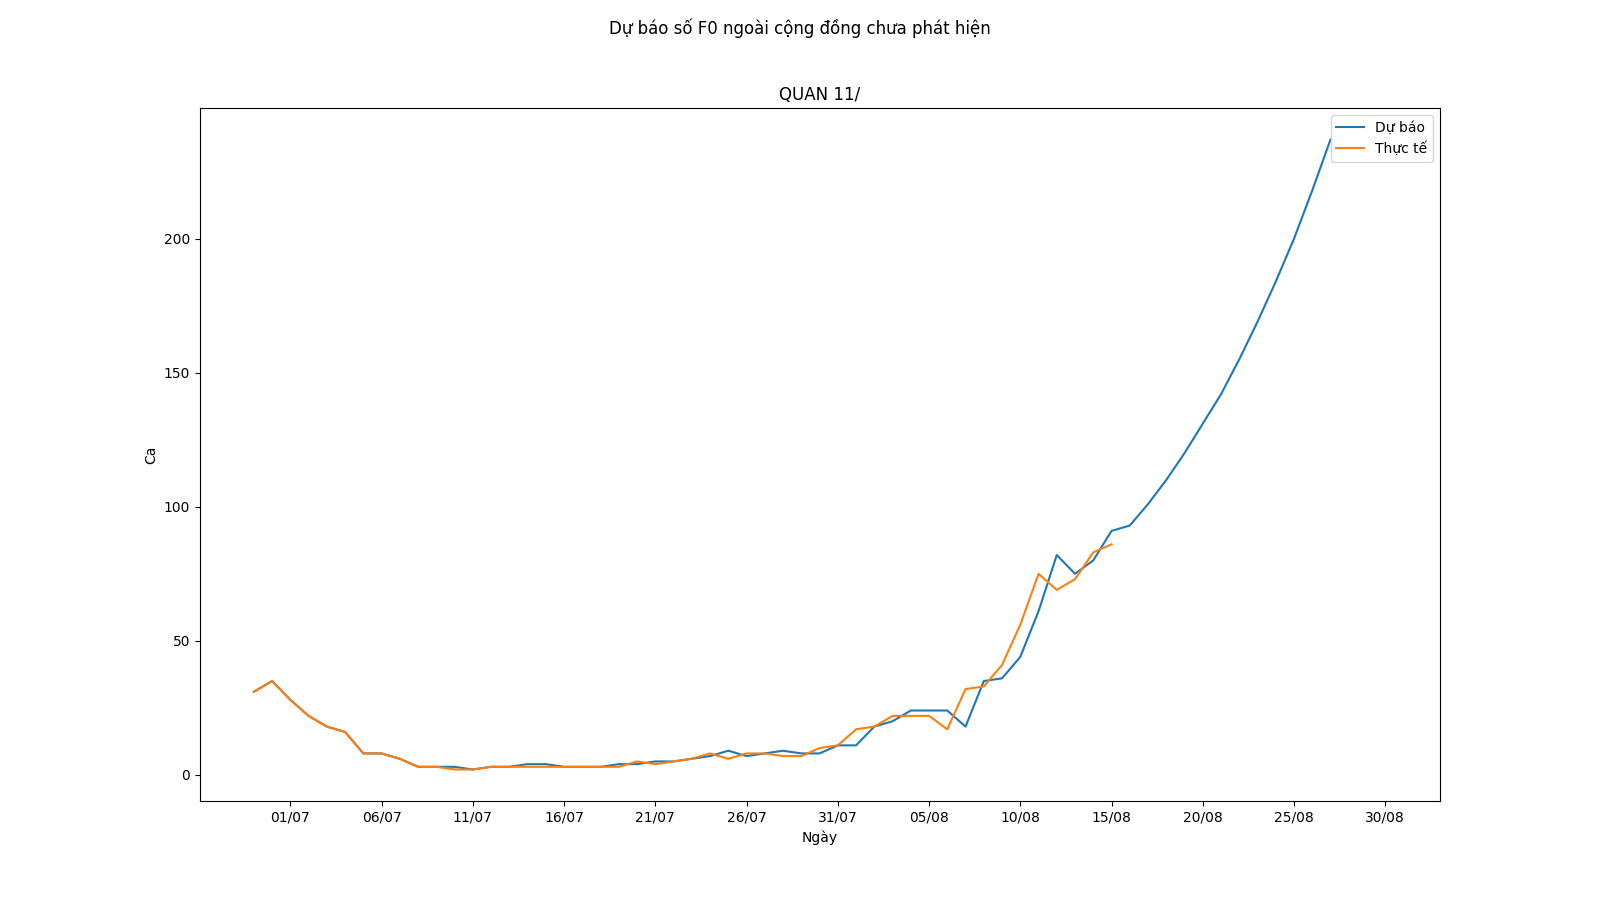 Dự báo số F0 ngoài cộng đồng chưa phát hiện
QUAN 11/
Dự báo
Thực tế
200
150
100
50
0
Ca
01/07 06/07 11/07 16/07 21/07 26/07 31/07 05/08 10/08 15/08 20/08 25/08 30/08
Ngày